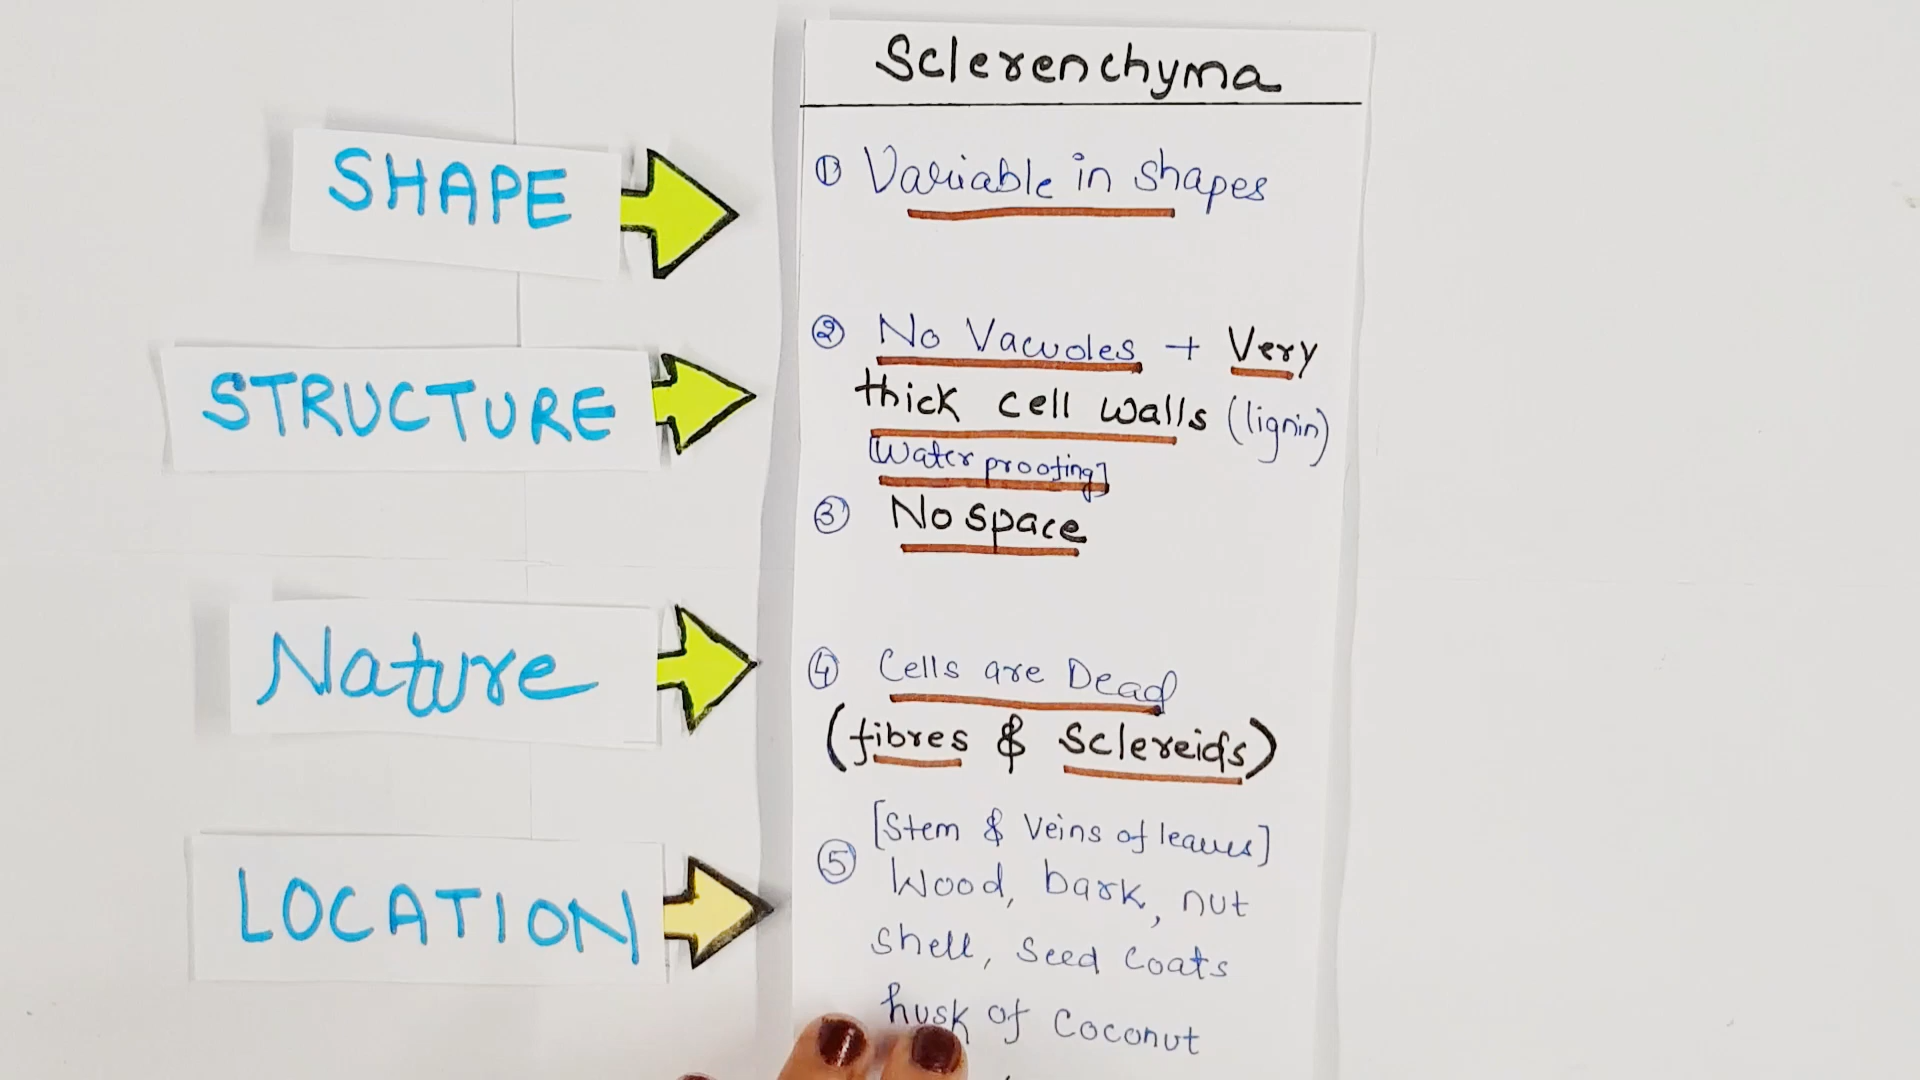 Sclerenchyma
SHAPE
① Variable in shapes
STRUCTURE
② No Vacuoles + Very
thick cell walls (lignin)
[Water proofing]
③ No space
Nature
④ Cells are Dead
(fibres & Sclereids)
LOCATION
[Stem & Veins of leaves]
⑤ Wood, bark, nut
shell, seed coats
husk of coconut